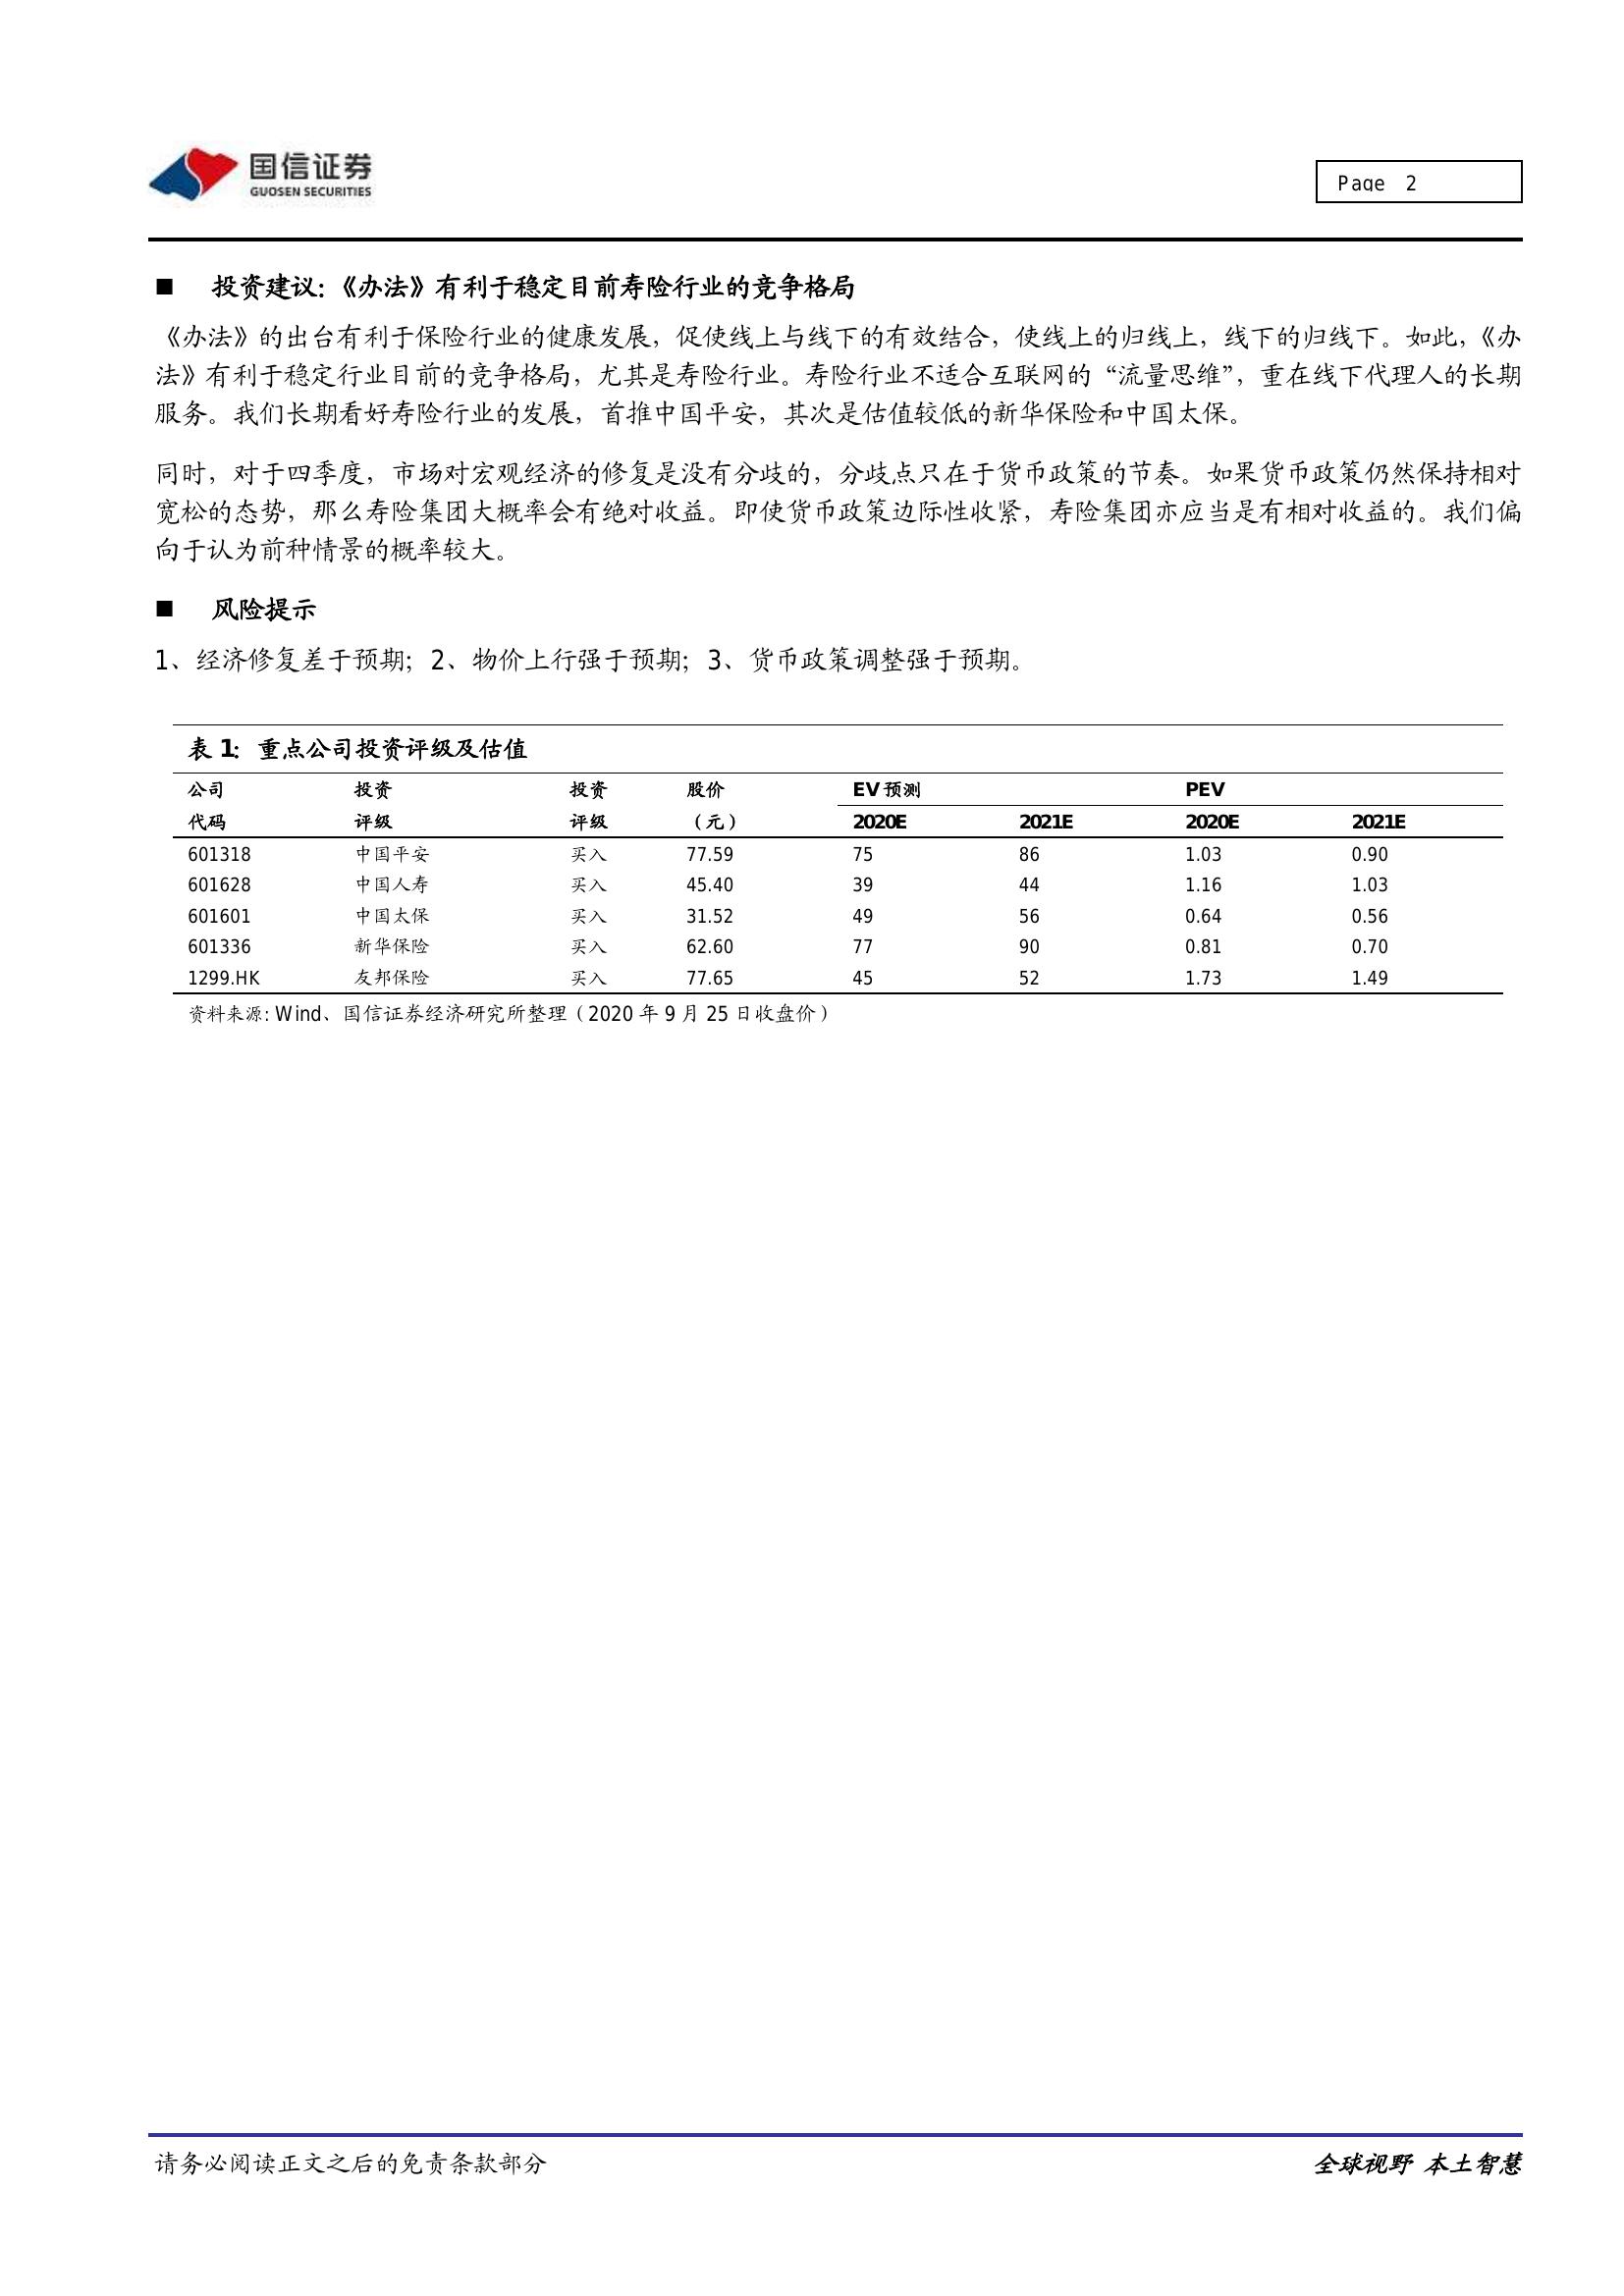 国信证券
GUOSEN SECURITIES
Page 2
■ 投资建议：《办法》有利于稳定目前寿险行业的竞争格局
《办法》的出台有利于保险行业的健康发展，促使线上与线下的有效结合，使线上的归线上，线下的归线下。如此，《办
法》有利于稳定行业目前的竞争格局，尤其是寿险行业。寿险行业不适合互联网的“流量思维”，重在线下代理人的长期
服务。我们长期看好寿险行业的发展，首推中国平安，其次是估值较低的新华保险和中国太保。
同时，对于四季度，市场对宏观经济的修复是没有分歧的，分歧点只在于货币政策的节奏。如果货币政策仍然保持相对
宽松的态势，那么寿险集团大概率会有绝对收益。即使货币政策边际性收紧，寿险集团亦应当是有相对收益的。我们偏
向于认为前种情景的概率较大。
■ 风险提示
1、经济修复差于预期；2、物价上行强于预期；3、货币政策调整强于预期。
表 1：重点公司投资评级及估值
公司 投资 投资 股价 EV 预测 PEV
代码 评级 评级 （元） 2020E 2021E 2020E 2021E
601318 中国平安 买入 77.59 75 86 1.03 0.90
601628 中国人寿 买入 45.40 39 44 1.16 1.03
601601 中国太保 买入 31.52 49 56 0.64 0.56
601336 新华保险 买入 62.60 77 90 0.81 0.70
1299.HK 友邦保险 买入 77.65 45 52 1.73 1.49
资料来源：Wind、国信证券经济研究所整理（2020 年 9 月 25 日收盘价）
请务必阅读正文之后的免责条款部分 全球视野 本土智慧